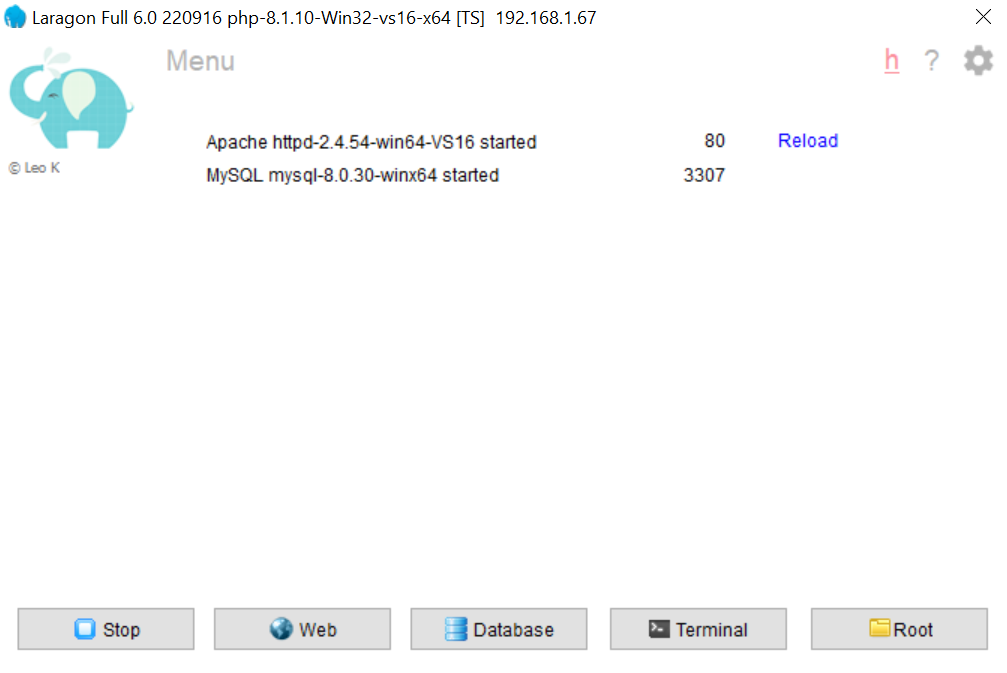 Laragon Full 6.0 220916 php-8.1.10-Win32-vs16-x64 [TS]  192.168.1.67
Menu
h ?
Apache httpd-2.4.54-win64-VS16 started 80 Reload
© Leo K
MySQL mysql-8.0.30-winx64 started 3307
Stop Web Database Terminal Root